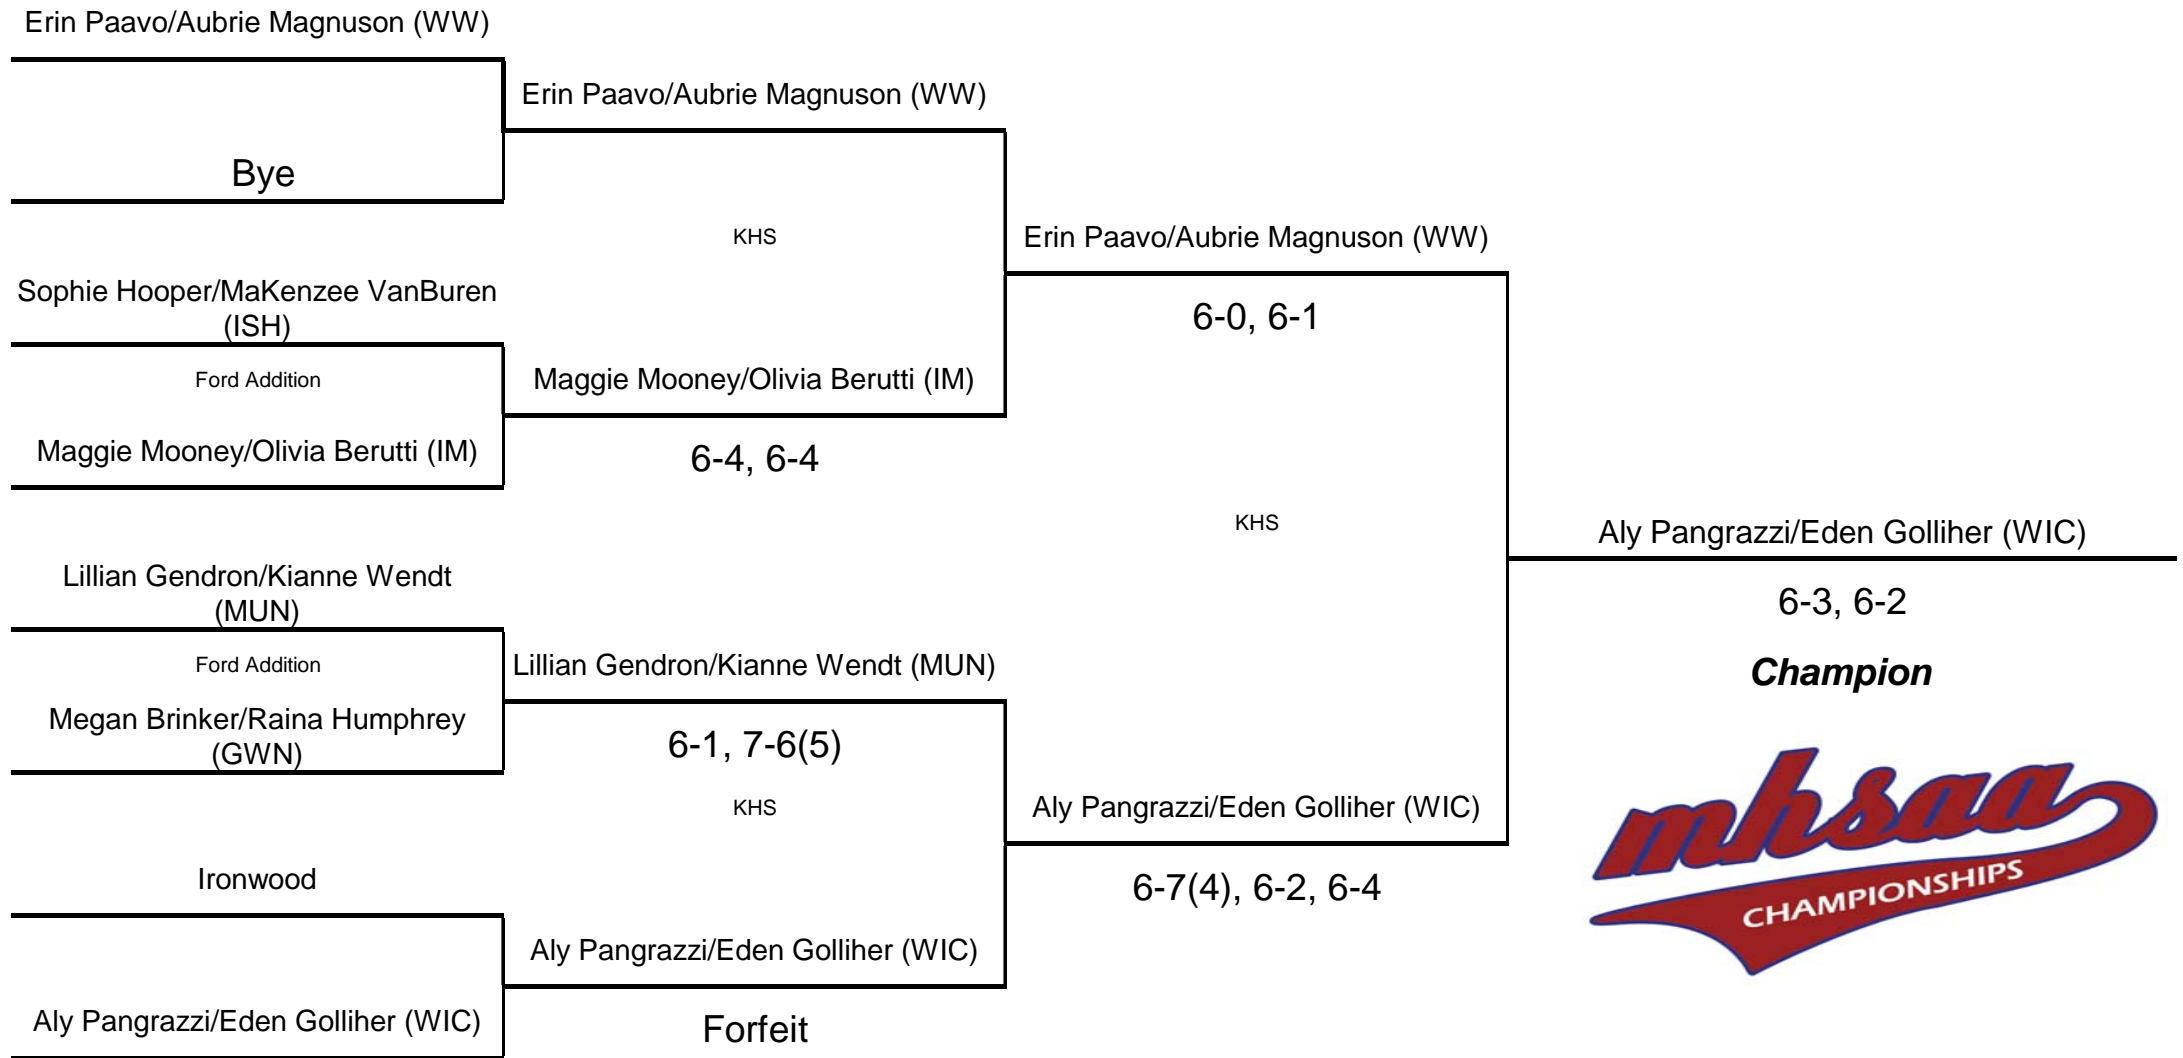 Erin Paavo/Aubrie Magnuson (WW)
Bye
Sophie Hooper/MaKenzee VanBuren
(ISH)
Ford Addition
Maggie Mooney/Olivia Berutti (IM)
Lillian Gendron/Kianne Wendt
(MUN)
Ford Addition
Megan Brinker/Raina Humphrey
(GWN)
Ironwood
Aly Pangrazzi/Eden Golliher (WIC)
Erin Paavo/Aubrie Magnuson (WW)
KHS
Maggie Mooney/Olivia Berutti (IM)
6-4, 6-4
Lillian Gendron/Kianne Wendt (MUN)
6-1, 7-6(5)
KHS
Aly Pangrazzi/Eden Golliher (WIC)
Forfeit
Erin Paavo/Aubrie Magnuson (WW)
6-0, 6-1
KHS
Aly Pangrazzi/Eden Golliher (WIC)
6-7(4), 6-2, 6-4
Aly Pangrazzi/Eden Golliher (WIC)
6-3, 6-2
Champion
mhsaa
CHAMPIONSHIPS